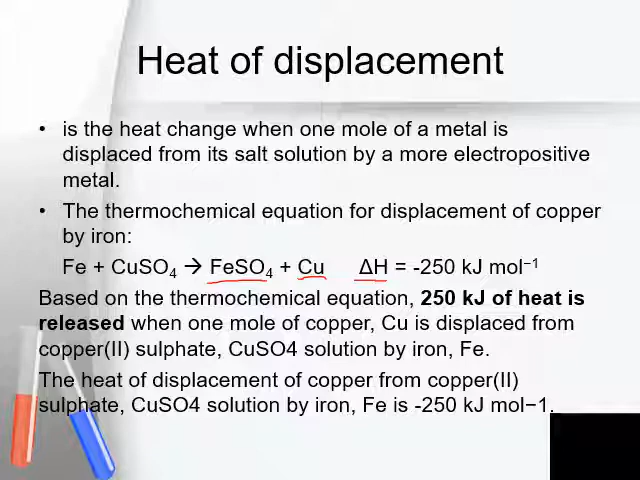 Heat of displacement
• is the heat change when one mole of a metal is
displaced from its salt solution by a more electropositive
metal.
• The thermochemical equation for displacement of copper
by iron:
Fe + CuSO₄ → FeSO₄ + Cu ΔH = -250 kJ mol⁻¹
Based on the thermochemical equation, 250 kJ of heat is
released when one mole of copper, Cu is displaced from
copper(II) sulphate, CuSO4 solution by iron, Fe.
The heat of displacement of copper from copper(II)
sulphate, CuSO4 solution by iron, Fe is -250 kJ mol−1.